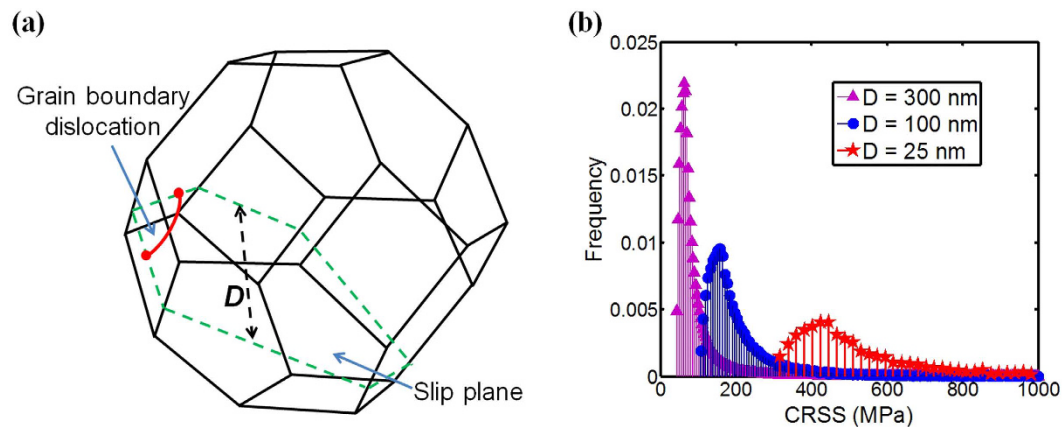 (a)
Grain boundary
dislocation
D
Slip plane
(b)
0.025
0.02
0.015
0.01
0.005
0
Frequency
D = 300 nm
D = 100 nm
D = 25 nm
0 200 400 600 800 1000
CRSS (MPa)